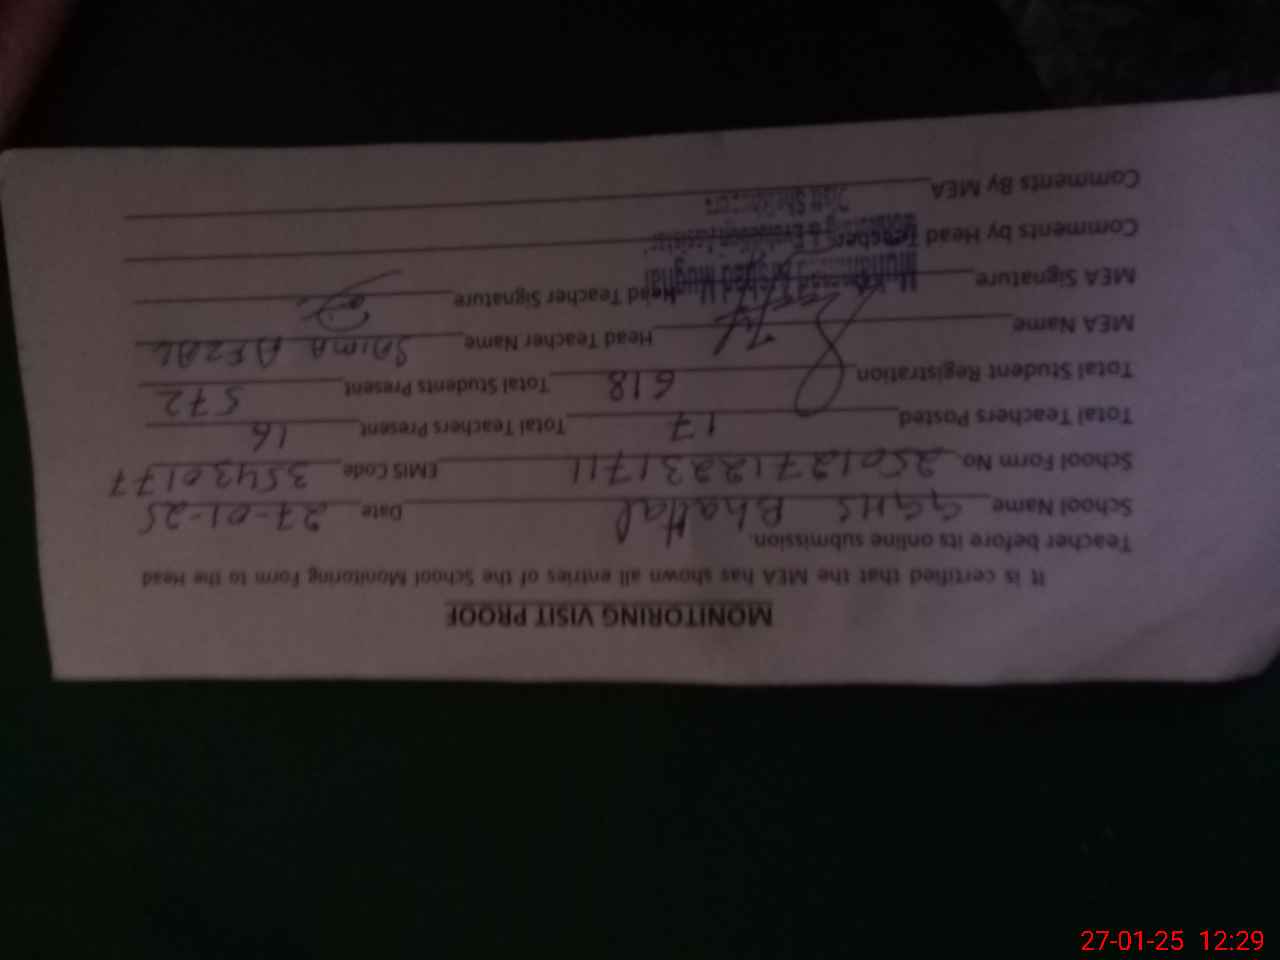 MONITORING VISIT PROOF
It is certified that the MEA has shown all entries of the School Monitoring Form to the Head
Teacher before its online submission.
School Name GGHS Bhattal Date 27-01-25
School Form No. 25012712231711 EMIS Code 35430177
Total Teachers Posted 17 Total Teachers Present 16
Total Student Registration 618 Total Students Present 572
MEA Name Head Teacher Name SAIMA AFZAL
MEA Signature Head Teacher Signature
Comments by Head Teacher
Comments By MEA
27-01-25 12:29